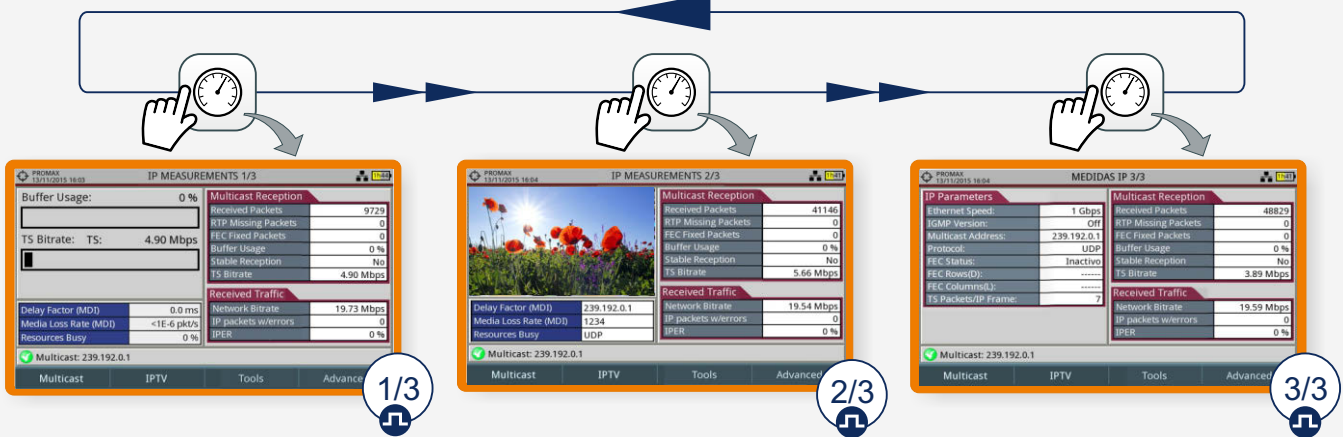 PROMAX
13/11/2015 16:03
IP MEASUREMENTS 1/3
1h44
Buffer Usage: 0 %
TS Bitrate: TS: 4.90 Mbps
Delay Factor (MDI) 0.0 ms
Media Loss Rate (MDI) <1E-6 pkt/s
Resources Busy 0 %
Multicast Reception
Received Packets 9729
RTP Missing Packets 0
FEC Fixed Packets 0
Buffer Usage 0 %
Stable Reception No
TS Bitrate 4.90 Mbps
Received Traffic
Network Bitrate 19.73 Mbps
IP packets w/errors 0
IPER 0 %
Multicast: 239.192.0.1
Multicast IPTV Tools Advance
1/3
PROMAX
13/11/2015 16:04
IP MEASUREMENTS 2/3
Delay Factor (MDI) 239.192.0.1
Media Loss Rate (MDI) 1234
Resources Busy UDP
Multicast Reception
Received Packets 41146
RTP Missing Packets 0
FEC Fixed Packets 0
Buffer Usage 0 %
Stable Reception No
TS Bitrate 5.66 Mbps
Received Traffic
Network Bitrate 19.54 Mbps
IP packets w/errors 0
IPER 0 %
Multicast: 239.192.0.1
Multicast IPTV Tools Advanced
2/3
PROMAX
13/11/2015 16:04
MEDIDAS IP 3/3
IP Parameters
Ethernet Speed: 1 Gbps
IGMP Version: Off
Multicast Address: 239.192.0.1
Protocol: UDP
FEC Status: Inactivo
FEC Rows(D): ------
FEC Columns(L): ------
TS Packets/IP Frame: 7
Multicast Reception
Received Packets 48829
RTP Missing Packets 0
FEC Fixed Packets 0
Buffer Usage 0 %
Stable Reception No
TS Bitrate 3.89 Mbps
Received Traffic
Network Bitrate 19.59 Mbps
IP packets w/errors 0
IPER 0 %
Multicast: 239.192.0.1
Multicast IPTV Tools Advanced
3/3